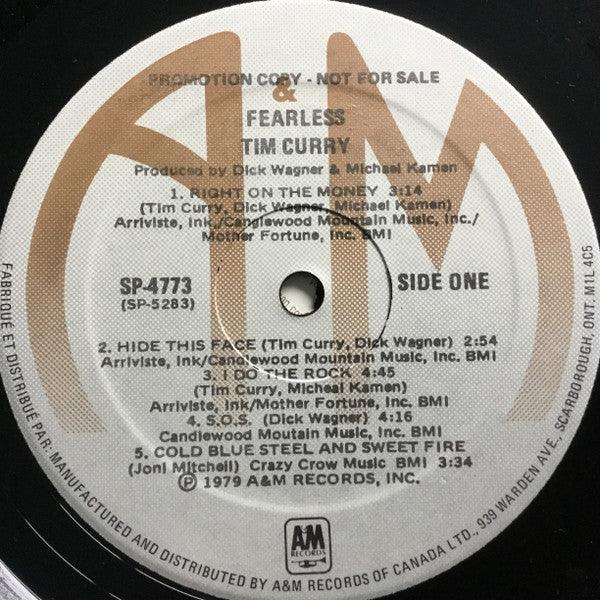 PROMOTION COPY - NOT FOR SALE
A&M
FEARLESS
TIM CURRY
Produced by Dick Wagner & Michael Kamen
1. RIGHT ON THE MONEY 3:14
(Tim Curry, Dick Wagner, Michael Kamen)
Arriviste, Ink./Candlewood Mountain Music, Inc./
Mother Fortune, Inc. BMI
SP-4773
(SP-5283)
SIDE ONE
2. HIDE THIS FACE (Tim Curry, Dick Wagner) 2:54
Arriviste, Ink/Candlewood Mountain Music, Inc. BMI
3. I DO THE ROCK 4:45
(Tim Curry, Micheal Kamen)
Arriviste, Ink/Mother Fortune, Inc. BMI
4. S.O.S. (Dick Wagner) 4:16
Candlewood Moutain Music, Inc. BMI
5. COLD BLUE STEEL AND SWEET FIRE
(Joni Mitchell) Crazy Crow Music BMI 3:34
Ⓟ 1979 A&M RECORDS, INC.
A&M
RECORDS
FABRIQUÉ ET DISTRIBUÉ PAR: MANUFACTURED AND DISTRIBUTED BY A&M RECORDS OF CANADA LTD., 939 WARDEN AVE., SCARBOROUGH, ONT. M1L 4C5